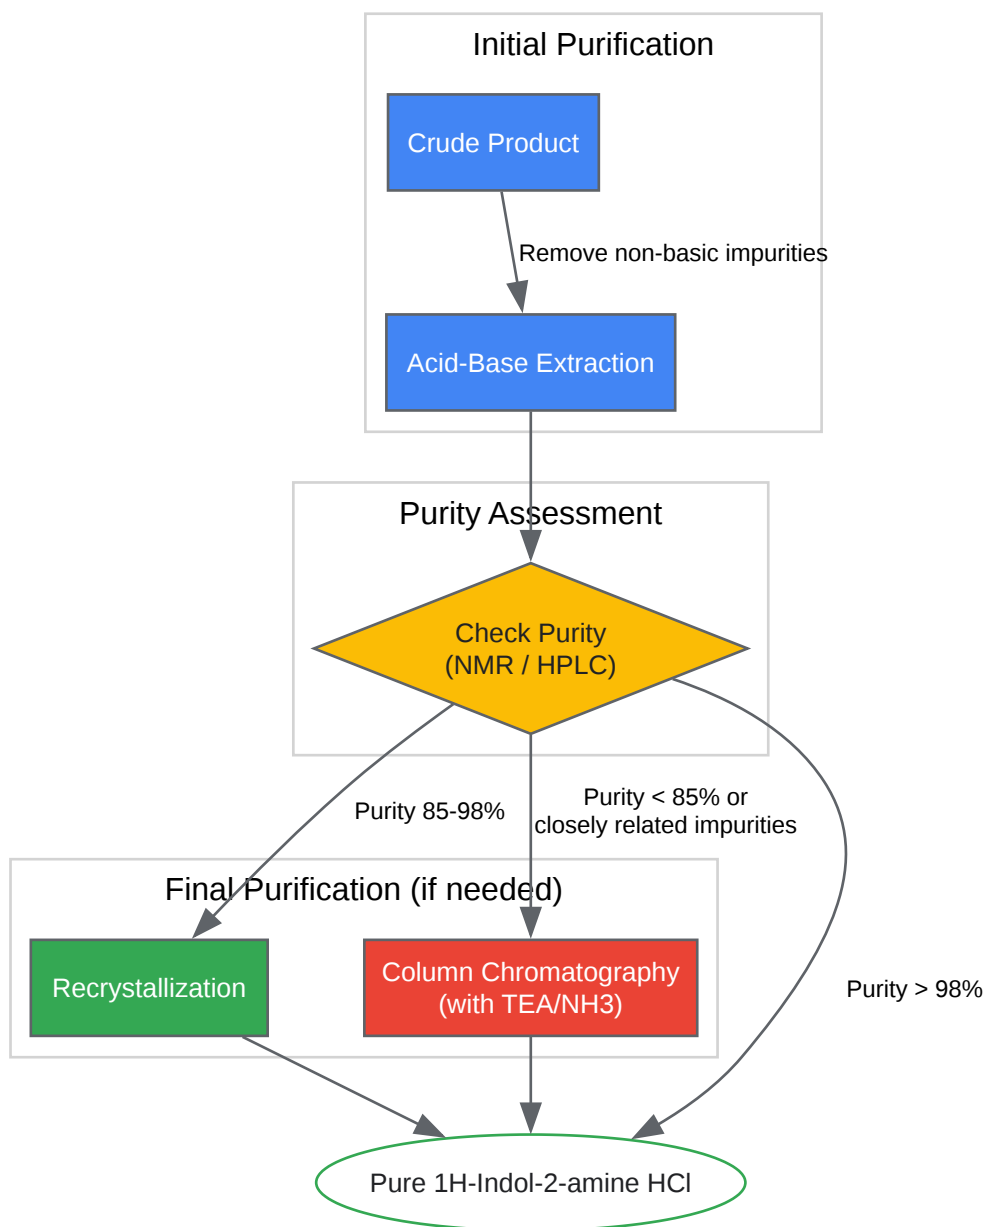 Initial Purification
Crude Product
Remove non-basic impurities
Acid-Base Extraction
Purity Assessment
Check Purity
(NMR / HPLC)
Purity 85-98%
Purity < 85% or
closely related impurities
Final Purification (if needed)
Recrystallization
Column Chromatography
(with TEA/NH3)
Purity > 98%
Pure 1H-Indol-2-amine HCl